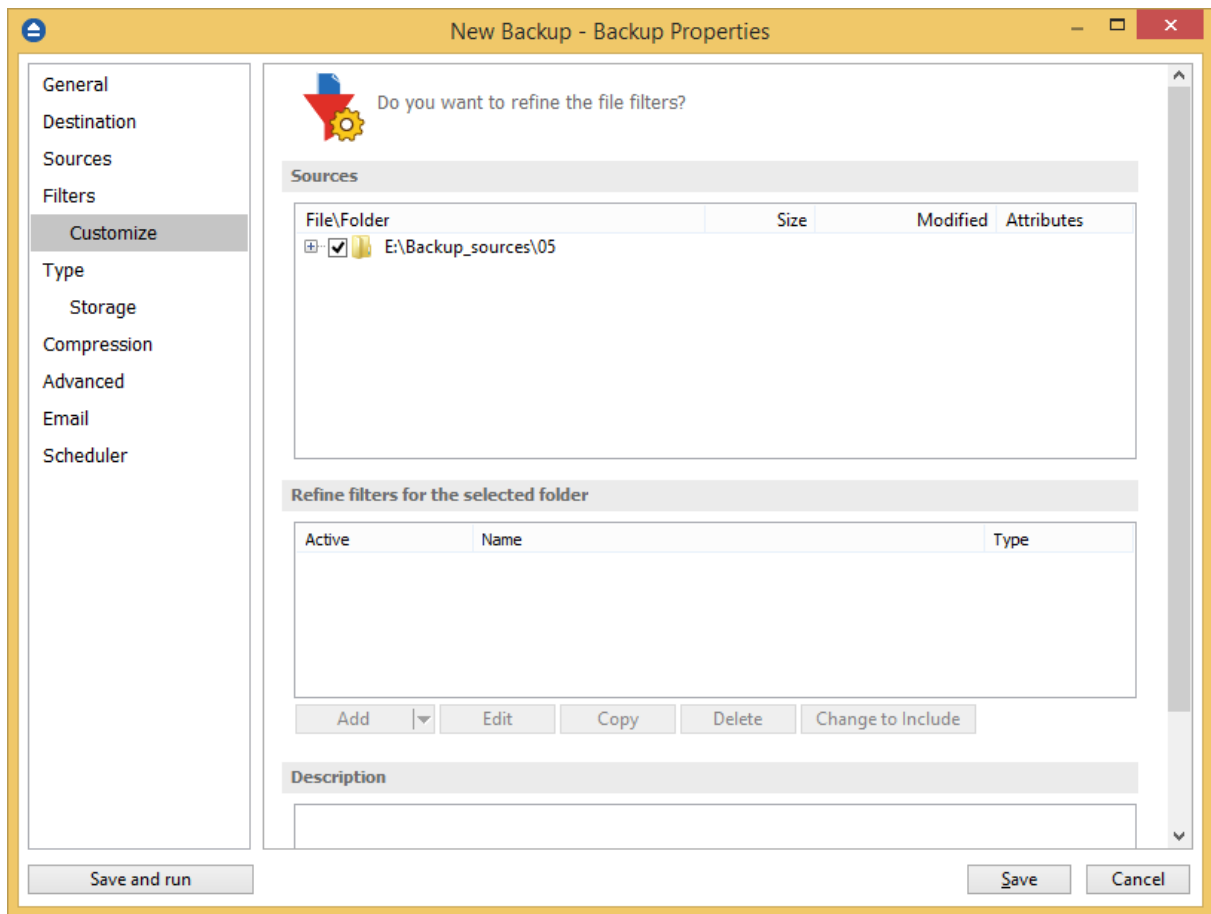 New Backup - Backup Properties
General
Destination
Sources
Filters
Customize
Type
Storage
Compression
Advanced
Email
Scheduler
Do you want to refine the file filters?
Sources
File\Folder Size Modified Attributes
E:\Backup_sources\05
Refine filters for the selected folder
Active Name Type
Add Edit Copy Delete Change to Include
Description
Save and run Save Cancel